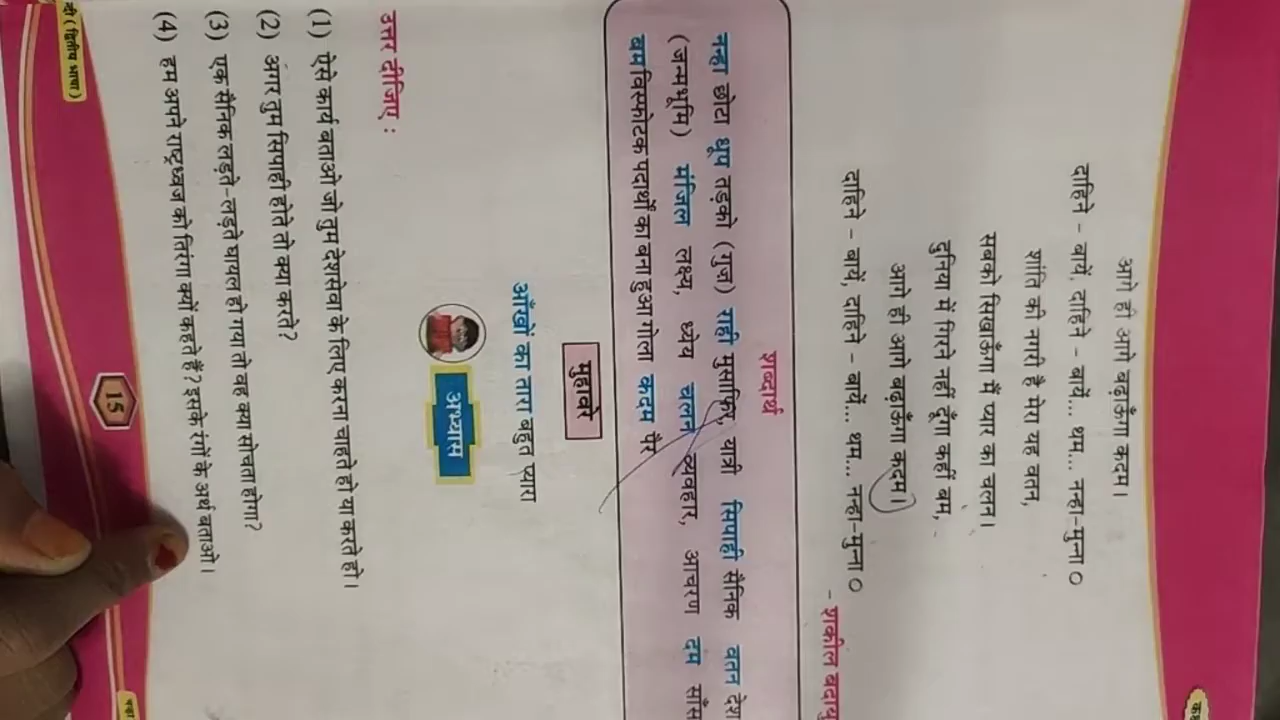 आगे ही आगे बढ़ाऊँगा कदम।
दाहिने - बायें, दाहिने - बायें... थम... नन्हा-मुन्ना ०
शांति की नगरी है मेरा यह वतन,
सबको सिखाऊँगा मैं प्यार का चलन।
दुनिया में गिरने नहीं दूँगा कहीं बम,
आगे ही आगे बढ़ाऊँगा कदम।
दाहिने - बायें, दाहिने - बायें... थम... नन्हा-मुन्ना ०
- शकील बदायु
शब्दार्थ
नन्हा छोटा धूप तड़को (गुज) राही मुसाफिर, यात्री सिपाही सैनिक वतन देश
(जन्मभूमि) मंजिल लक्ष्य, ध्येय चलन व्यवहार, आचरण दम साँस
बम विस्फोटक पदार्थों का बना हुआ गोला कदम पैर
मुहावरे
आँखों का तारा बहुत प्यारा
अभ्यास
उत्तर दीजिए :
(1) ऐसे कार्य बताओ जो तुम देशसेवा के लिए करना चाहते हो या करते हो।
(2) अगर तुम सिपाही होते तो क्या करते?
(3) एक सैनिक लड़ते-लड़ते घायल हो गया तो वह क्या सोचता होगा?
(4) हम अपने राष्ट्रध्वज को तिरंगा क्यों कहते हैं? इसके रंगों के अर्थ बताओ।
दी (द्वितीय भाषा)
15